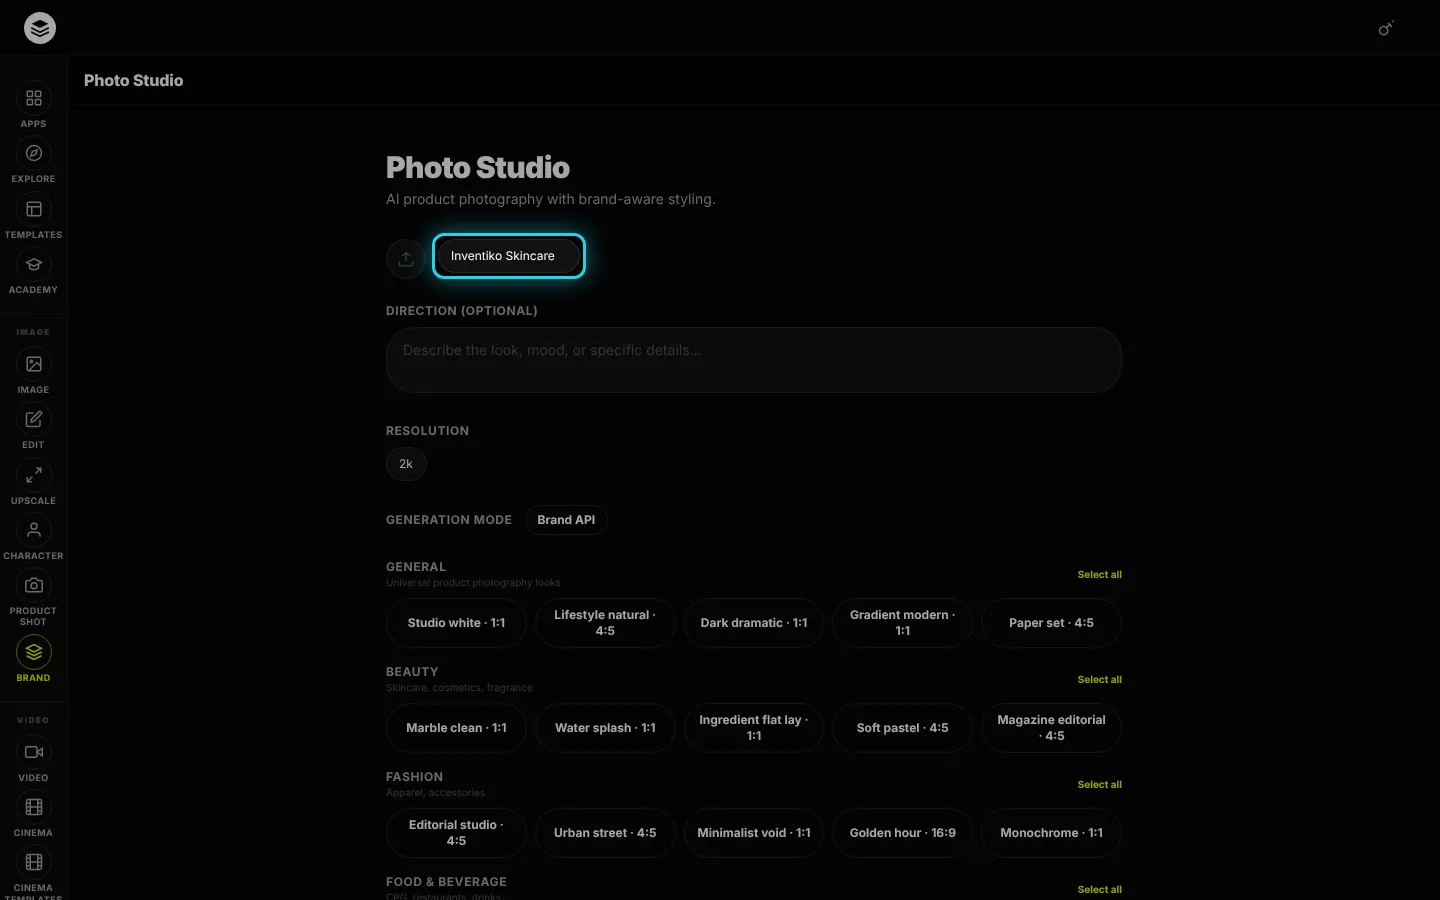 Photo Studio
APPS
EXPLORE
TEMPLATES
ACADEMY
IMAGE
IMAGE
EDIT
UPSCALE
CHARACTER
PRODUCT
SHOT
BRAND
VIDEO
VIDEO
CINEMA
CINEMA
TEMPLATES
Photo Studio
AI product photography with brand-aware styling.
Inventiko Skincare
DIRECTION (OPTIONAL)
Describe the look, mood, or specific details...
RESOLUTION
2k
GENERATION MODE Brand API
GENERAL
Universal product photography looks
Select all
Studio white · 1:1
Lifestyle natural ·
4:5
Dark dramatic · 1:1
Gradient modern ·
1:1
Paper set · 4:5
BEAUTY
Skincare, cosmetics, fragrance
Select all
Marble clean · 1:1
Water splash · 1:1
Ingredient flat lay ·
1:1
Soft pastel · 4:5
Magazine editorial
· 4:5
FASHION
Apparel, accessories
Select all
Editorial studio ·
4:5
Urban street · 4:5
Minimalist void · 1:1
Golden hour · 16:9
Monochrome · 1:1
FOOD & BEVERAGE
CPG, restaurants, drinks
Select all